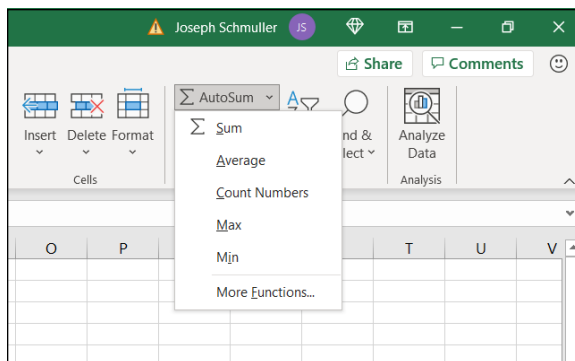 Joseph Schmuller JS
Share Comments
AutoSum
Insert Delete Format
nd &
lect
Analyze
Data
Cells
Analysis
Sum
Average
Count Numbers
Max
Min
More Functions...
O P T U V